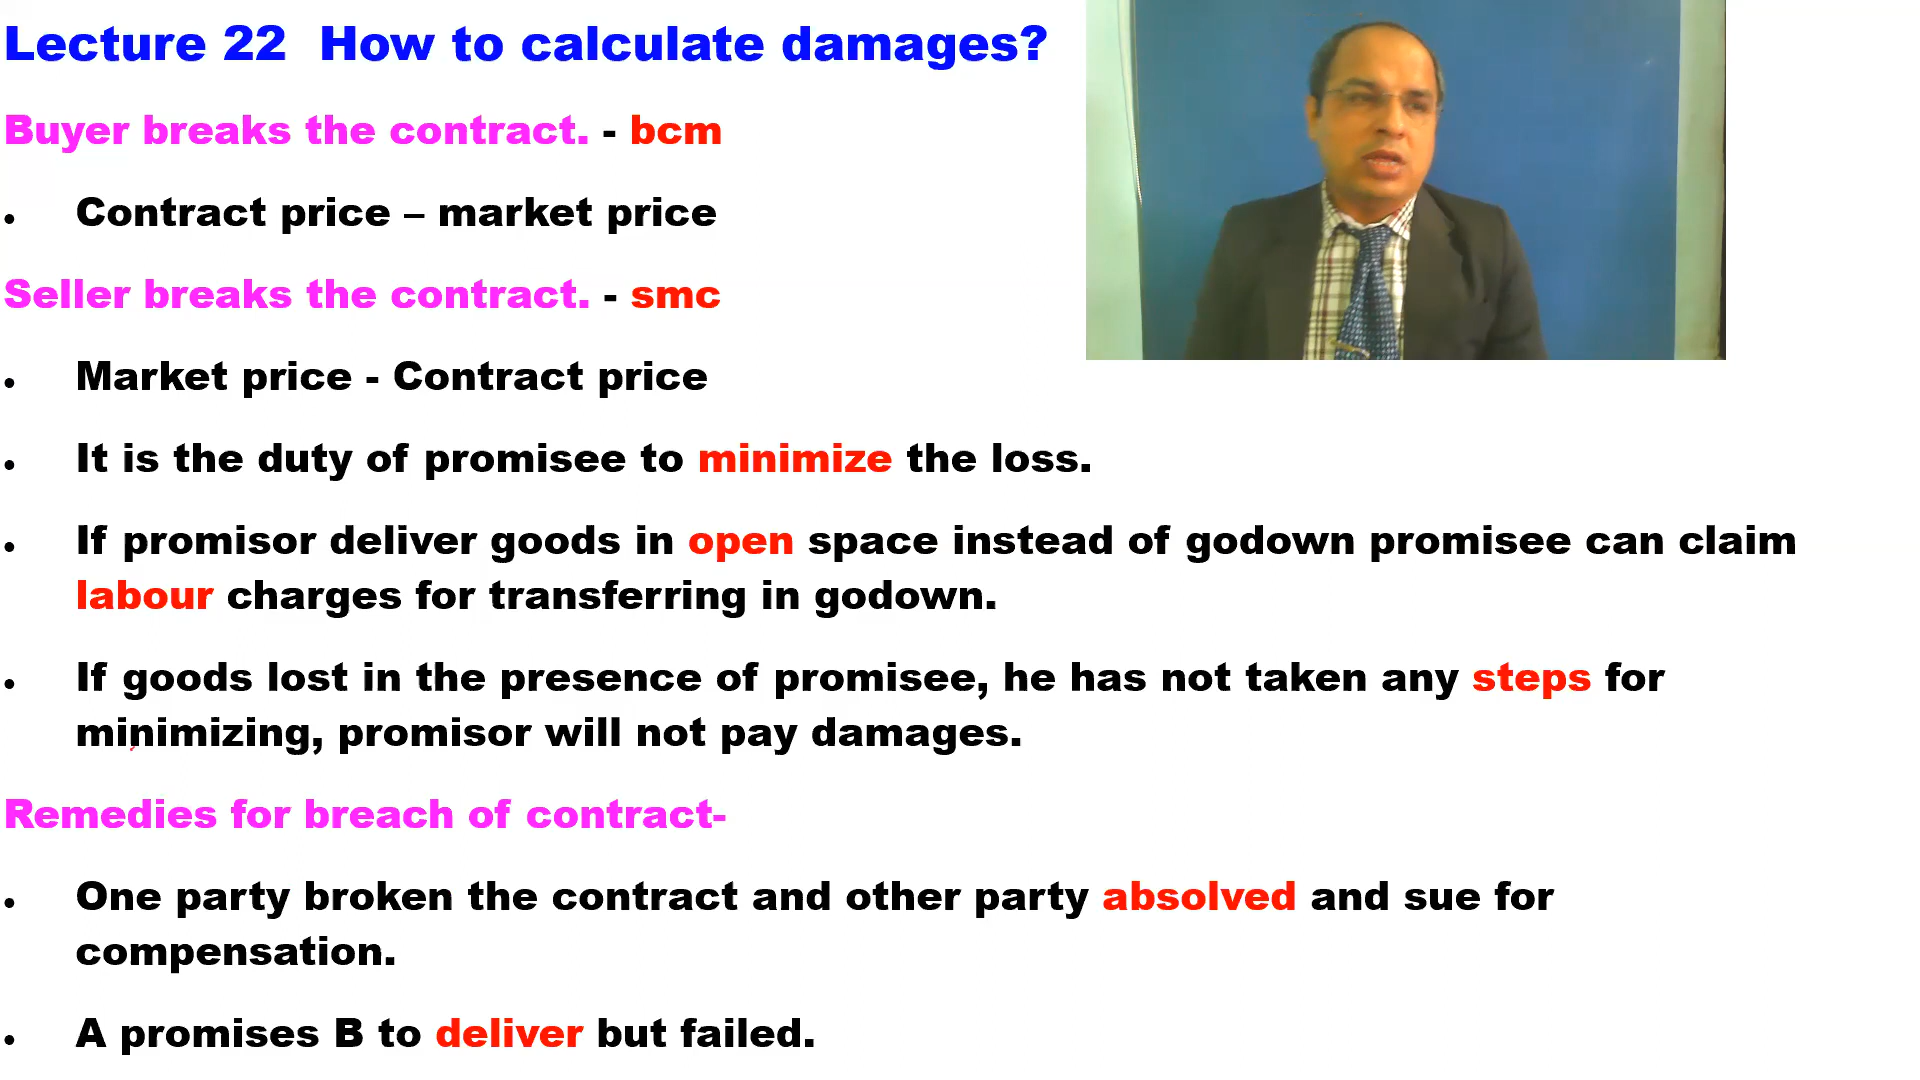 Lecture 22 How to calculate damages?
Buyer breaks the contract. - bcm
• Contract price – market price
Seller breaks the contract. - smc
• Market price - Contract price
• It is the duty of promisee to minimize the loss.
• If promisor deliver goods in open space instead of godown promisee can claim
labour charges for transferring in godown.
• If goods lost in the presence of promisee, he has not taken any steps for
minimizing, promisor will not pay damages.
Remedies for breach of contract-
• One party broken the contract and other party absolved and sue for
compensation.
• A promises B to deliver but failed.